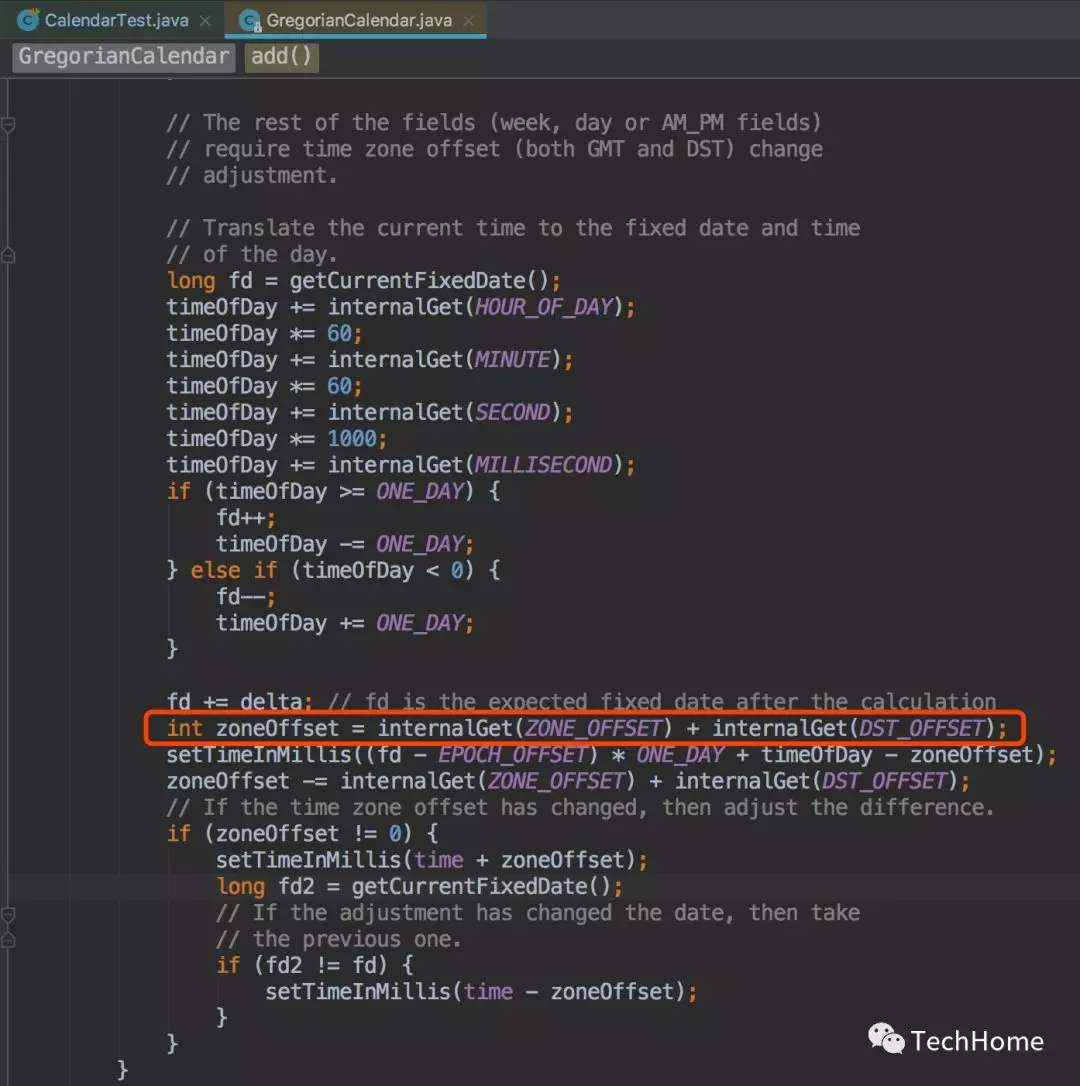 CalendarTest.java
GregorianCalendar.java
GregorianCalendar add()
// The rest of the fields (week, day or AM_PM fields)
// require time zone offset (both GMT and DST) change
// adjustment.
// Translate the current time to the fixed date and time
// of the day.
long fd = getCurrentFixedDate();
timeOfDay += internalGet(HOUR_OF_DAY);
timeOfDay *= 60;
timeOfDay += internalGet(MINUTE);
timeOfDay *= 60;
timeOfDay += internalGet(SECOND);
timeOfDay *= 1000;
timeOfDay += internalGet(MILLISECOND);
if (timeOfDay >= ONE_DAY) {
fd++;
timeOfDay -= ONE_DAY;
} else if (timeOfDay < 0) {
fd--;
timeOfDay += ONE_DAY;
}
fd += delta; // fd is the expected fixed date after the calculation
int zoneOffset = internalGet(ZONE_OFFSET) + internalGet(DST_OFFSET);
setTimeInMillis((fd - EPOCH_OFFSET) * ONE_DAY + timeOfDay - zoneOffset);
zoneOffset -= internalGet(ZONE_OFFSET) + internalGet(DST_OFFSET);
// If the time zone offset has changed, then adjust the difference.
if (zoneOffset != 0) {
setTimeInMillis(time + zoneOffset);
long fd2 = getCurrentFixedDate();
// If the adjustment has changed the date, then take
// the previous one.
if (fd2 != fd) {
setTimeInMillis(time - zoneOffset);
}
}
}
TechHome